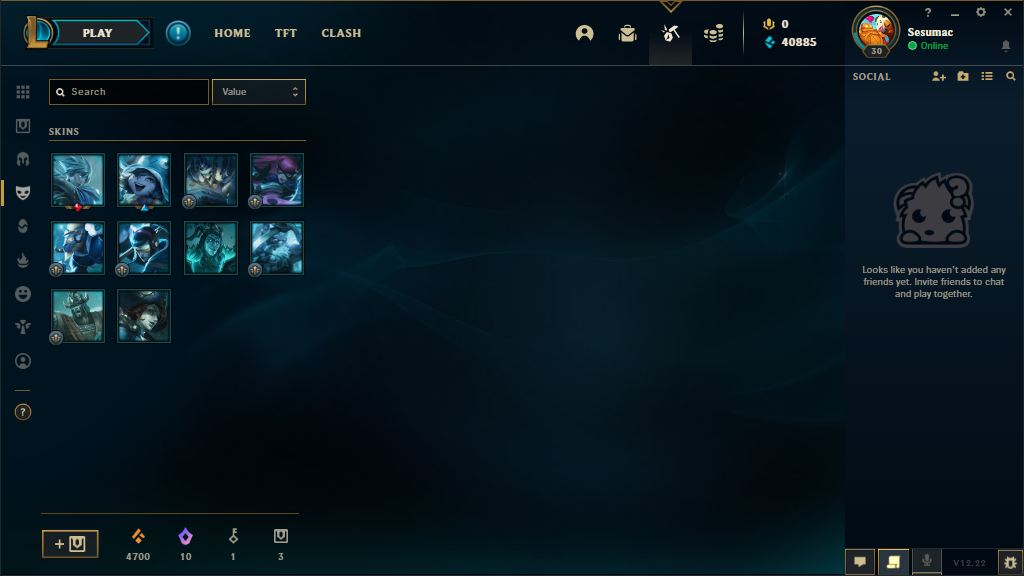 PLAY
HOME
TFT
CLASH
0
40885
?
30
Sesumac
Online
Search
Value
SOCIAL
SKINS
Looks like you haven't added any
friends yet. Invite friends to chat
and play together.
?
+
4700
10
1
3
V12.22